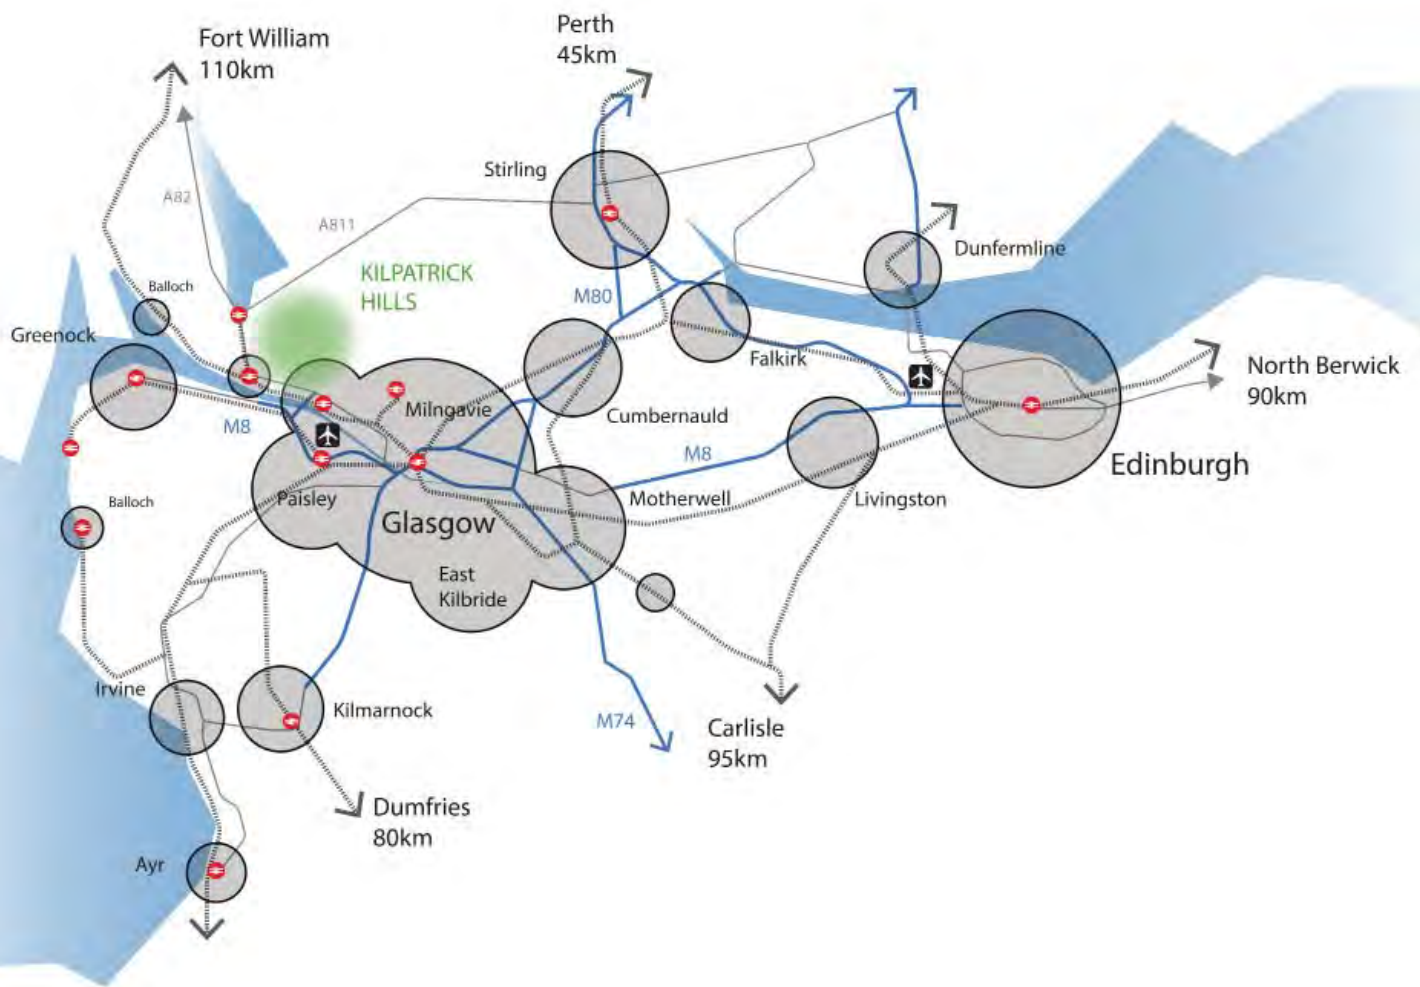 Perth
45km
Fort William
110km
Stirling
A82
A811
Dunfermline
KILPATRICK
HILLS
Balloch
M80
Greenock
Falkirk
North Berwick
90km
Milngavie
Cumbernauld
M8
M8
Edinburgh
Paisley
Motherwell
Livingston
Balloch
Glasgow
East
Kilbride
Irvine
Kilmarnock
M74
Carlisle
95km
Dumfries
80km
Ayr